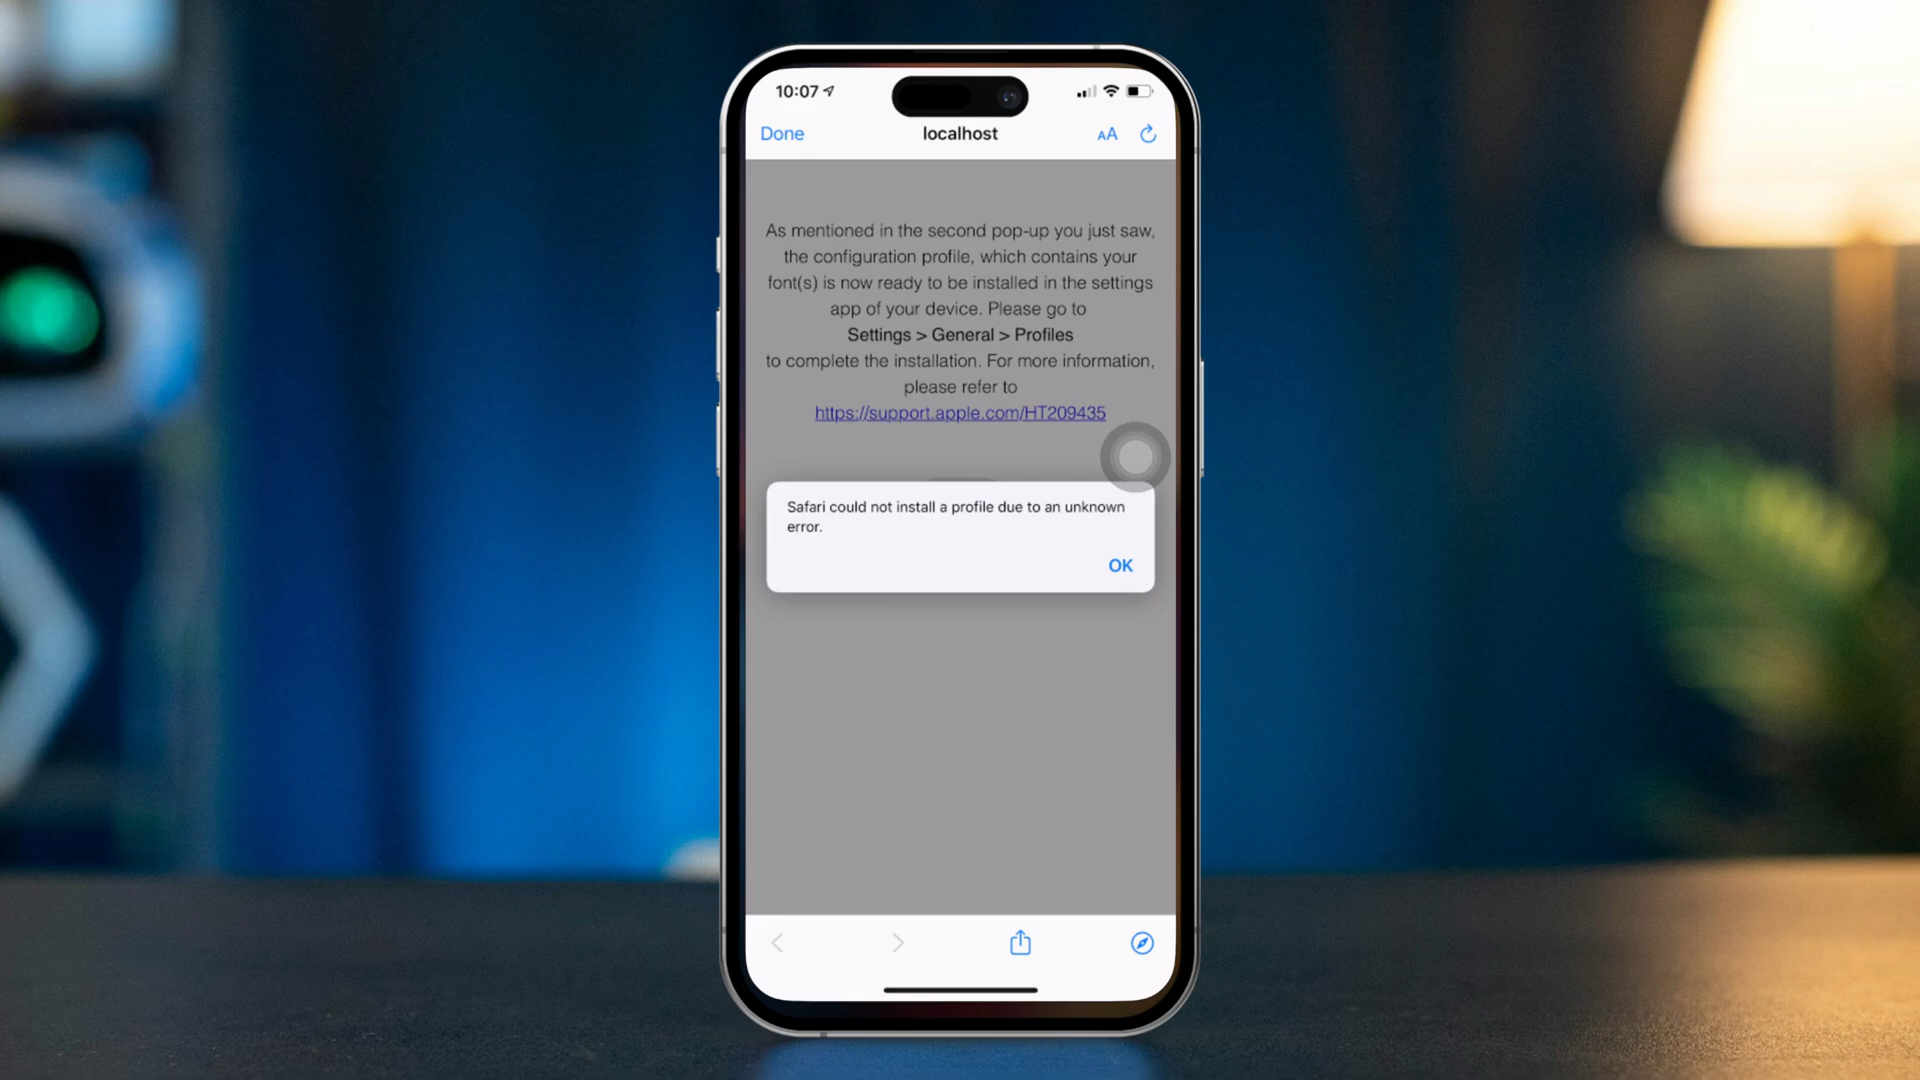 10:07
Done
localhost
AA
As mentioned in the second pop-up you just saw,
the configuration profile, which contains your
font(s) is now ready to be installed in the settings
app of your device. Please go to
Settings > General > Profiles
to complete the installation. For more information,
please refer to
https://support.apple.com/HT209435
Safari could not install a profile due to an unknown
error.
OK